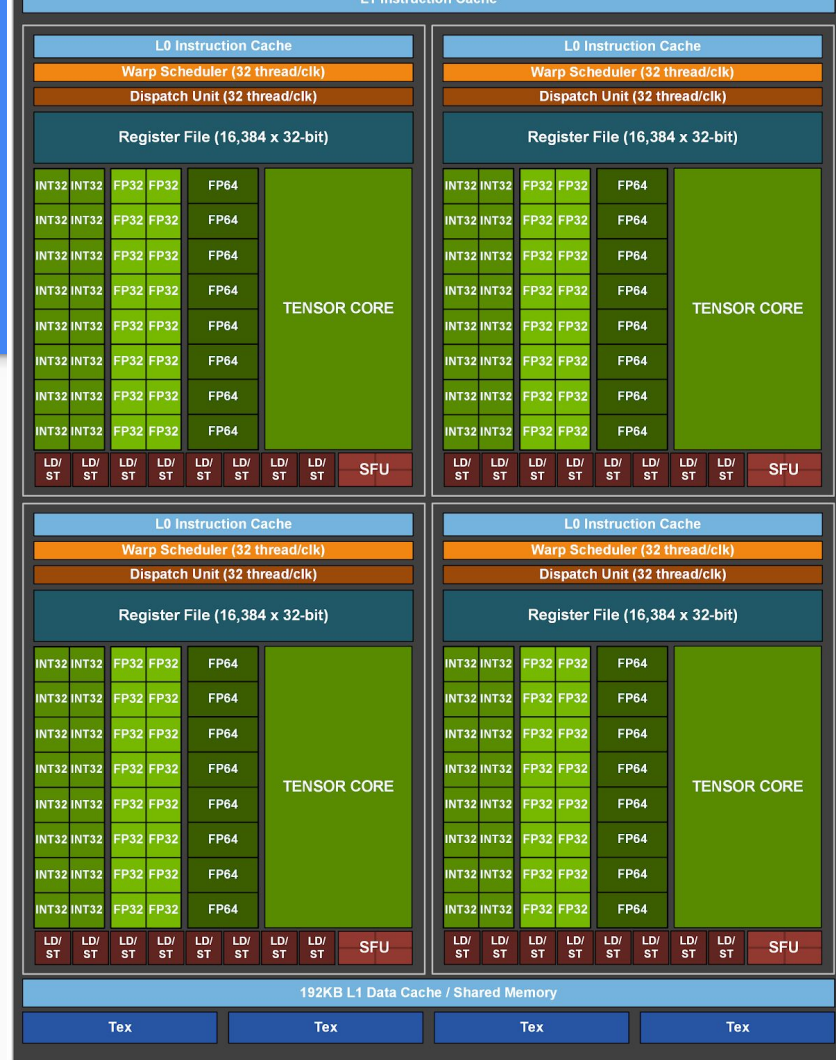 L1 Instruction Cache
L0 Instruction Cache
Warp Scheduler (32 thread/clk)
Dispatch Unit (32 thread/clk)
Register File (16,384 x 32-bit)
INT32 INT32 FP32 FP32 FP64
INT32 INT32 FP32 FP32 FP64
INT32 INT32 FP32 FP32 FP64
INT32 INT32 FP32 FP32 FP64
TENSOR CORE
INT32 INT32 FP32 FP32 FP64
INT32 INT32 FP32 FP32 FP64
INT32 INT32 FP32 FP32 FP64
INT32 INT32 FP32 FP32 FP64
LD/ LD/ LD/ LD/ LD/ LD/ LD/ LD/
ST ST ST ST ST ST ST ST
SFU
L0 Instruction Cache
Warp Scheduler (32 thread/clk)
Dispatch Unit (32 thread/clk)
Register File (16,384 x 32-bit)
INT32 INT32 FP32 FP32 FP64
INT32 INT32 FP32 FP32 FP64
INT32 INT32 FP32 FP32 FP64
INT32 INT32 FP32 FP32 FP64
TENSOR CORE
INT32 INT32 FP32 FP32 FP64
INT32 INT32 FP32 FP32 FP64
INT32 INT32 FP32 FP32 FP64
INT32 INT32 FP32 FP32 FP64
LD/ LD/ LD/ LD/ LD/ LD/ LD/ LD/
ST ST ST ST ST ST ST ST
SFU
L0 Instruction Cache
Warp Scheduler (32 thread/clk)
Dispatch Unit (32 thread/clk)
Register File (16,384 x 32-bit)
INT32 INT32 FP32 FP32 FP64
INT32 INT32 FP32 FP32 FP64
INT32 INT32 FP32 FP32 FP64
INT32 INT32 FP32 FP32 FP64
TENSOR CORE
INT32 INT32 FP32 FP32 FP64
INT32 INT32 FP32 FP32 FP64
INT32 INT32 FP32 FP32 FP64
INT32 INT32 FP32 FP32 FP64
LD/ LD/ LD/ LD/ LD/ LD/ LD/ LD/
ST ST ST ST ST ST ST ST
SFU
L0 Instruction Cache
Warp Scheduler (32 thread/clk)
Dispatch Unit (32 thread/clk)
Register File (16,384 x 32-bit)
INT32 INT32 FP32 FP32 FP64
INT32 INT32 FP32 FP32 FP64
INT32 INT32 FP32 FP32 FP64
INT32 INT32 FP32 FP32 FP64
TENSOR CORE
INT32 INT32 FP32 FP32 FP64
INT32 INT32 FP32 FP32 FP64
INT32 INT32 FP32 FP32 FP64
INT32 INT32 FP32 FP32 FP64
LD/ LD/ LD/ LD/ LD/ LD/ LD/ LD/
ST ST ST ST ST ST ST ST
SFU
192KB L1 Data Cache / Shared Memory
Tex Tex Tex Tex